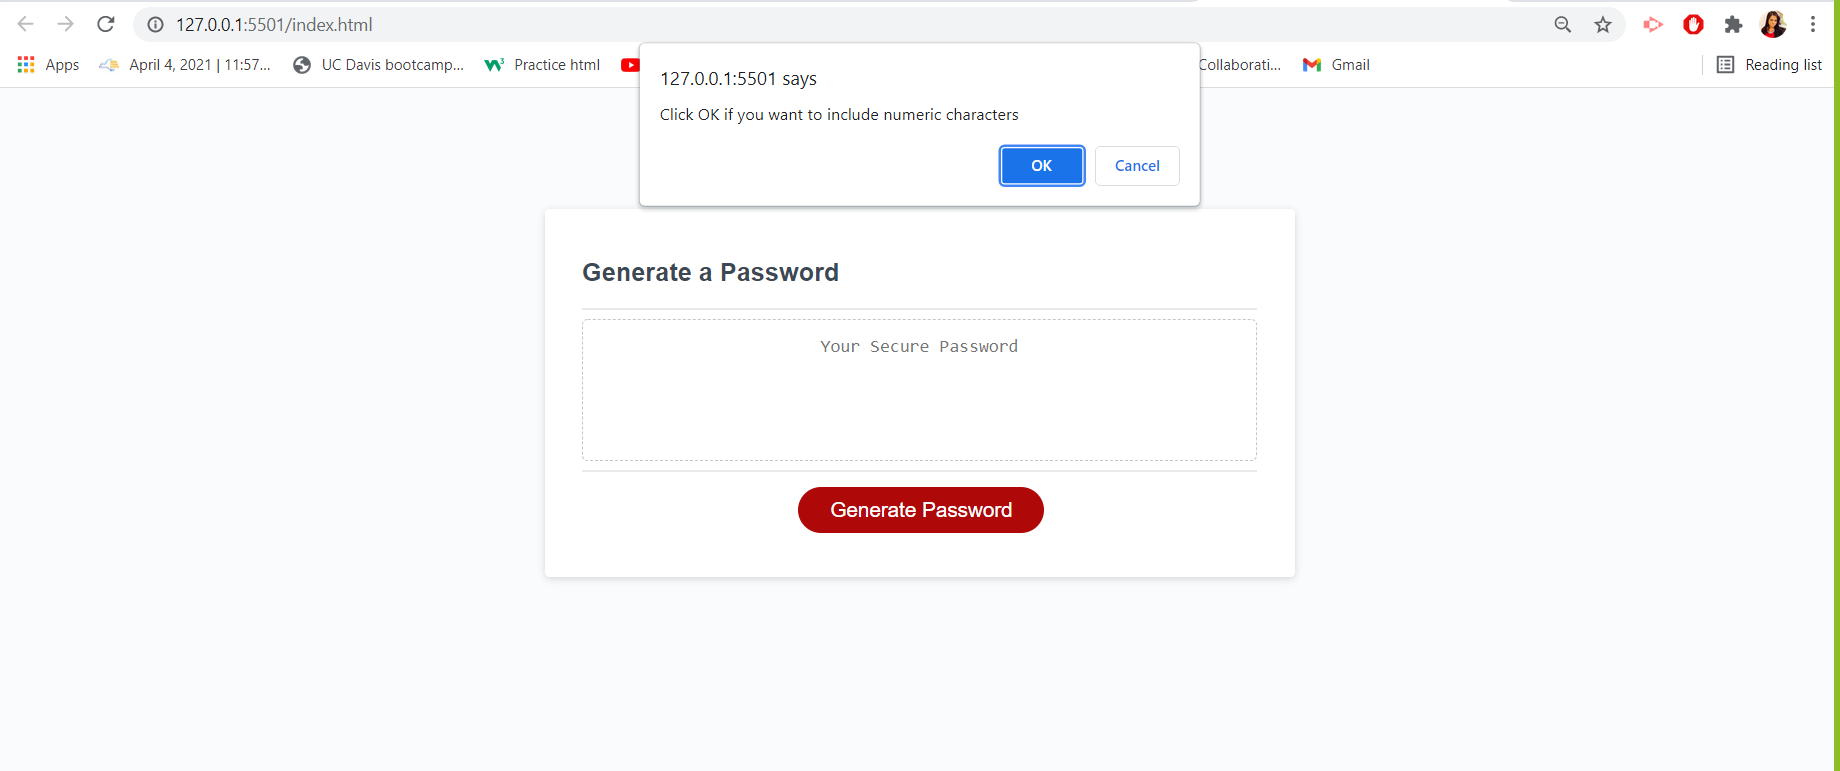 127.0.0.1:5501/index.html
Apps
April 4, 2021 | 11:57...
UC Davis bootcamp...
Practice html
Collaborati...
Gmail
Reading list
127.0.0.1:5501 says
Click OK if you want to include numeric characters
OK
Cancel
Generate a Password
Your Secure Password
Generate Password